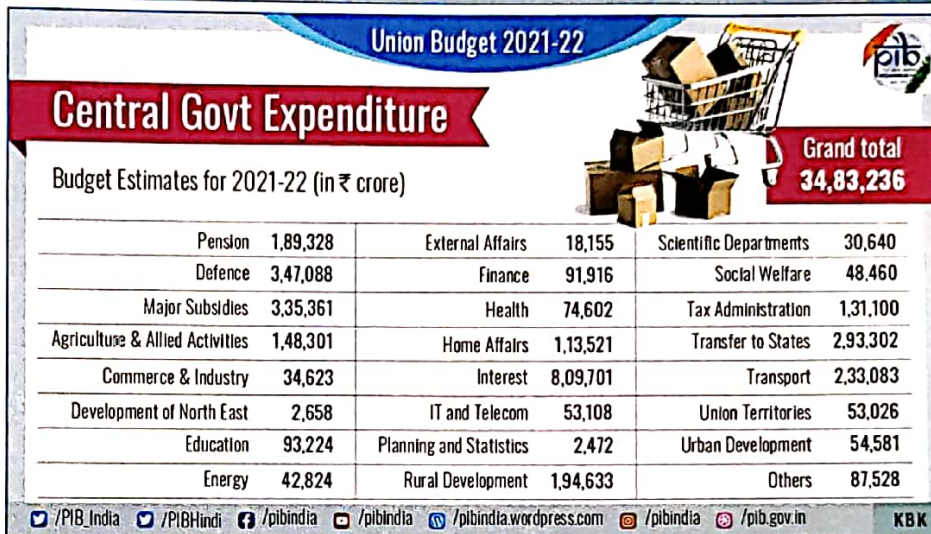 Union Budget 2021-22
pib
Central Govt Expenditure
Grand total
34,83,236
Budget Estimates for 2021-22 (in ₹ crore)
Pension 1,89,328
Defence 3,47,088
Major Subsidies 3,35,361
Agriculture & Allied Activities 1,48,301
Commerce & Industry 34,623
Development of North East 2,658
Education 93,224
Energy 42,824
External Affairs 18,155
Finance 91,916
Health 74,602
Home Affairs 1,13,521
Interest 8,09,701
IT and Telecom 53,108
Planning and Statistics 2,472
Rural Development 1,94,633
Scientific Departments 30,640
Social Welfare 48,460
Tax Administration 1,31,100
Transfer to States 2,93,302
Transport 2,33,083
Union Territories 53,026
Urban Development 54,581
Others 87,528
/PIB_India /PIBHindi /pibindia /pibindia /pibindia.wordpress.com /pibindia /pib.gov.in KBK